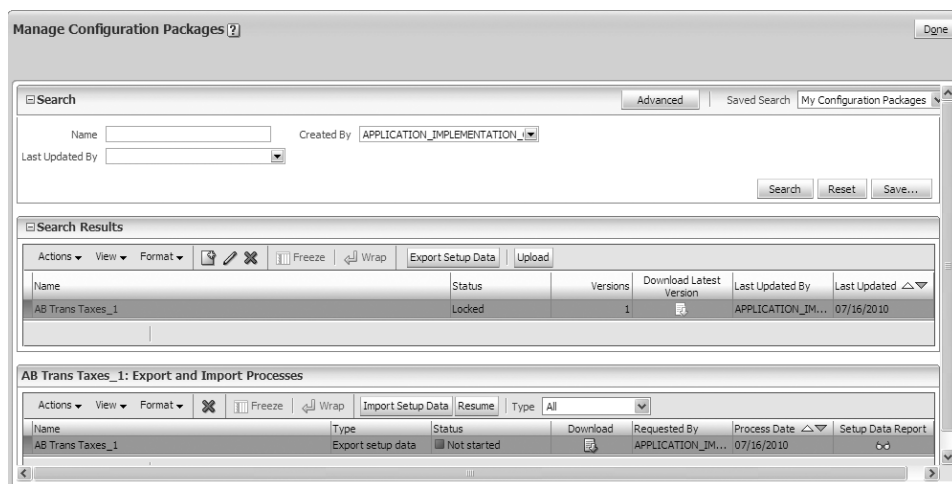 Manage Configuration Packages ?
Done
Search
Advanced
Saved Search
My Configuration Packages
Name
Created By
APPLICATION_IMPLEMENTATION_
Last Updated By
Search
Reset
Save...
Search Results
Actions View Format Freeze Wrap Export Setup Data Upload
Name Status Versions Download Latest Version Last Updated By Last Updated
AB Trans Taxes_1 Locked 1 APPLICATION_IM... 07/16/2010
AB Trans Taxes_1: Export and Import Processes
Actions View Format Freeze Wrap Import Setup Data Resume Type All
Name Type Status Download Requested By Process Date Setup Data Report
AB Trans Taxes_1 Export setup data Not started APPLICATION_IM... 07/16/2010